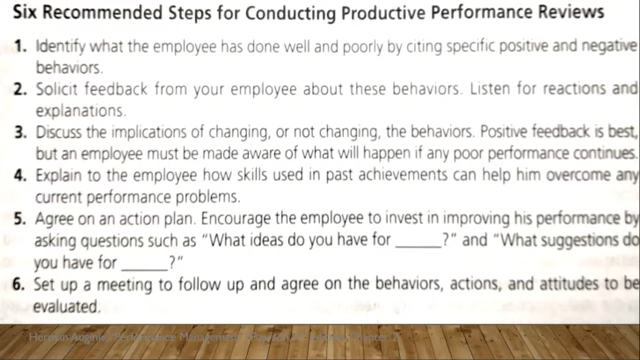 Six Recommended Steps for Conducting Productive Performance Reviews
1. Identify what the employee has done well and poorly by citing specific positive and negative
behaviors.
2. Solicit feedback from your employee about these behaviors. Listen for reactions and
explanations.
3. Discuss the implications of changing, or not changing, the behaviors. Positive feedback is best,
but an employee must be made aware of what will happen if any poor performance continues.
4. Explain to the employee how skills used in past achievements can help him overcome any
current performance problems.
5. Agree on an action plan. Encourage the employee to invest in improving his performance by
asking questions such as “What ideas do you have for ______?” and “What suggestions do
you have for ______?”
6. Set up a meeting to follow up and agree on the behaviors, actions, and attitudes to be
evaluated.
Herman Aguinis, Performance Management